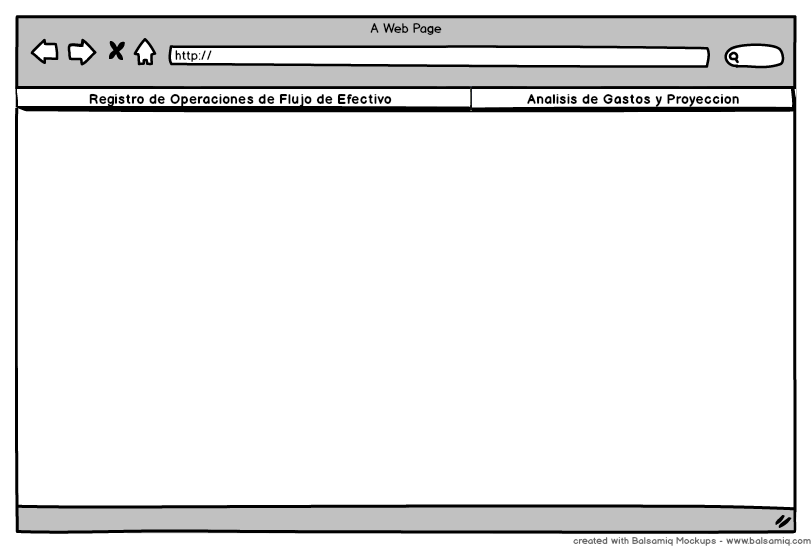 A Web Page
http://
Registro de Operaciones de Flujo de Efectivo
Analisis de Gastos y Proyeccion
created with Balsamiq Mockups - www.balsamiq.com